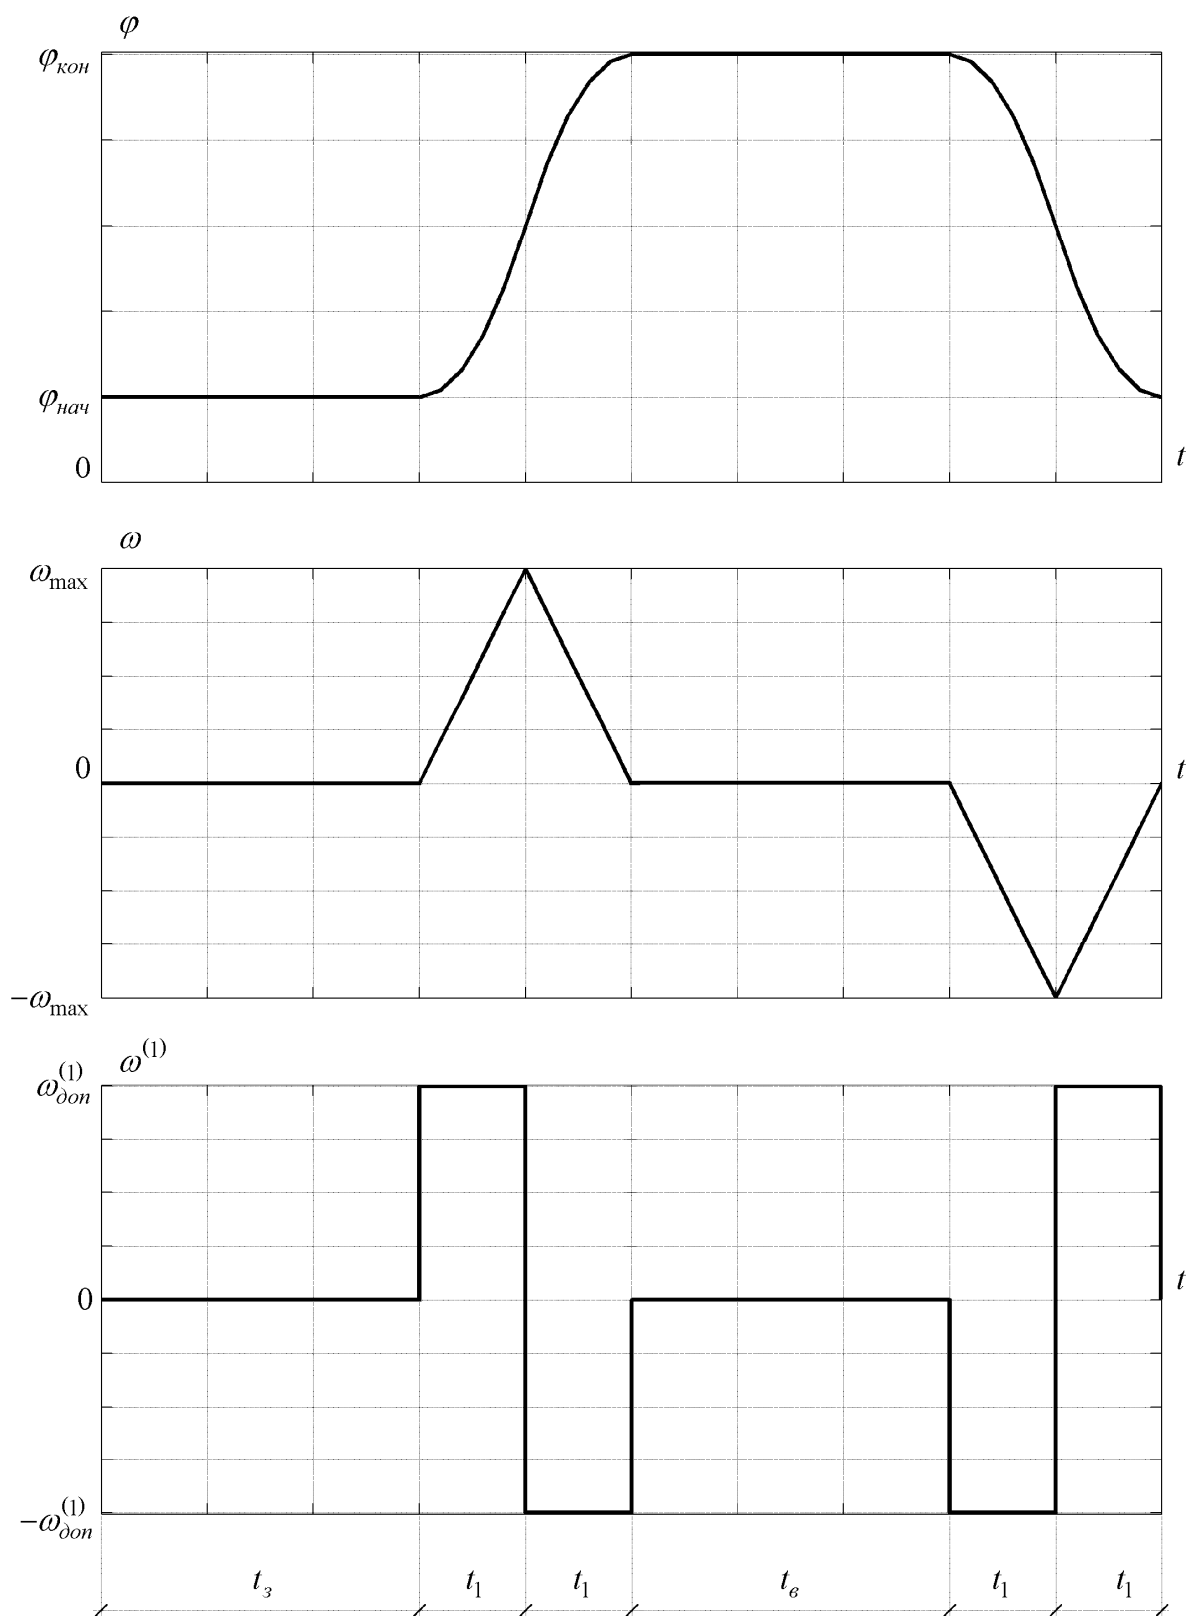 φ
φкон
φнач
0
t
ω
ωmax
0
t
−ωmax
ω(1)
ω(1)доп
0
t
−ω(1)доп
tз t1 t1 tв t1 t1